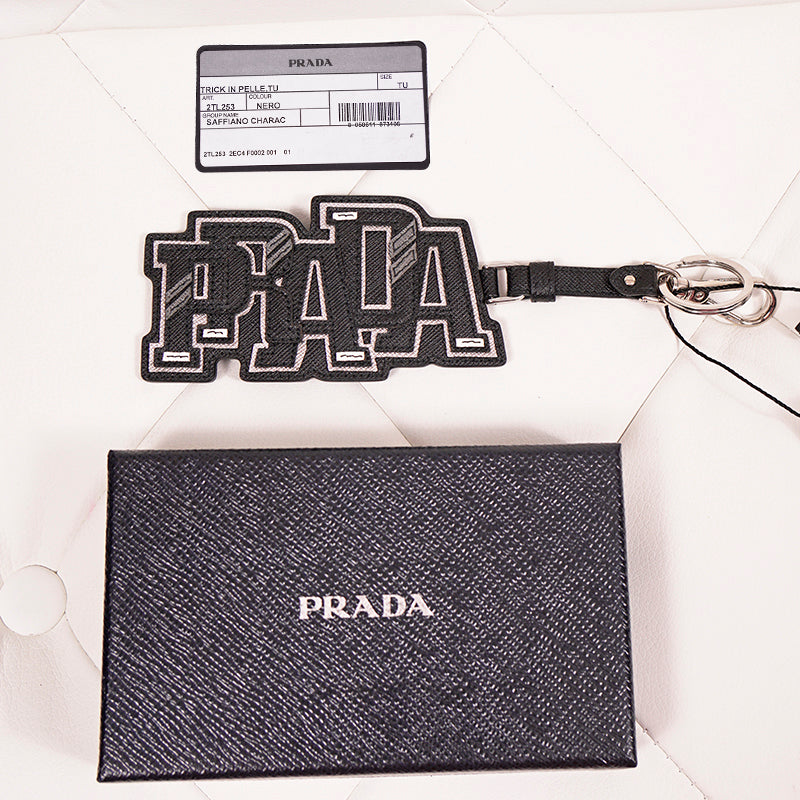 PRADA
TRICK IN PELLE,TU
SIZE
TU
ART.
2TL253
COLOUR
NERO
GROUP NAME
SAFFIANO CHARAC
2TL253 2EC4 F0002 001 01
PRADA
PRADA